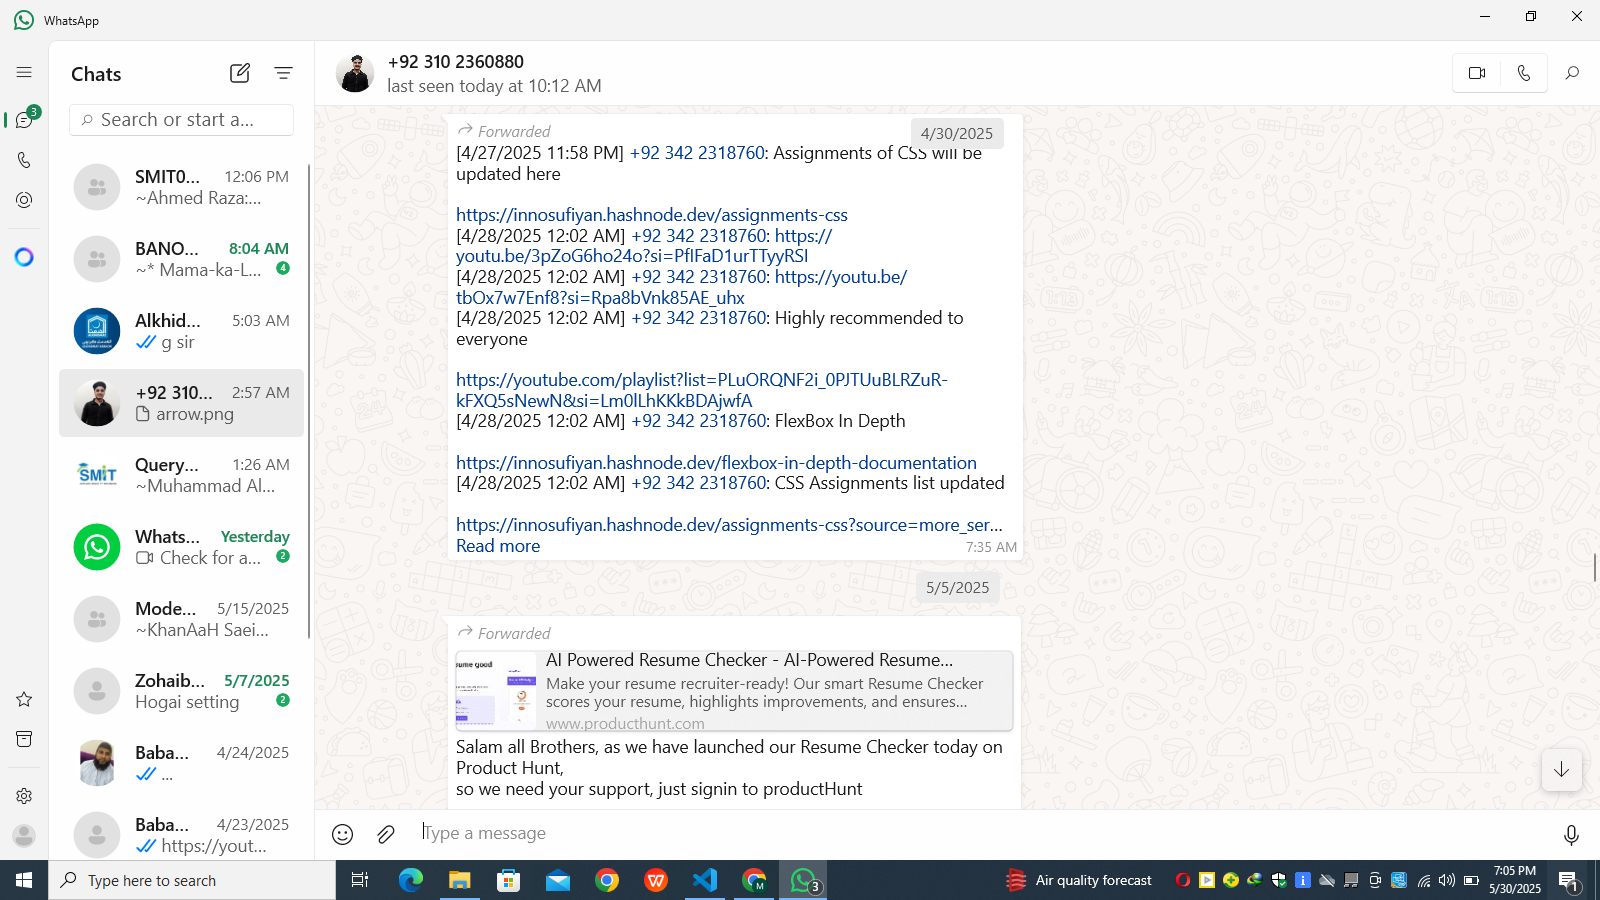 WhatsApp
Chats
Search or start a...
3
SMIT0... 12:06 PM
~Ahmed Raza:...
BANO... 8:04 AM
~* Mama-ka-L... 4
Alkhid... 5:03 AM
g sir
+92 310... 2:57 AM
arrow.png
SMIT
Query... 1:26 AM
~Muhammad Al...
Whats... Yesterday
Check for a... 2
Mode... 5/15/2025
~KhanAaH Saei...
Zohaib... 5/7/2025
Hogai setting 2
Baba... 4/24/2025
...
Baba... 4/23/2025
https://yout...
+92 310 2360880
last seen today at 10:12 AM
4/30/2025
Forwarded
[4/27/2025 11:58 PM] +92 342 2318760: Assignments of CSS will be
updated here
https://innosufiyan.hashnode.dev/assignments-css
[4/28/2025 12:02 AM] +92 342 2318760: https://
youtu.be/3pZoG6ho24o?si=PflFaD1urTTyyRSI
[4/28/2025 12:02 AM] +92 342 2318760: https://youtu.be/
tbOx7w7Enf8?si=Rpa8bVnk85AE_uhx
[4/28/2025 12:02 AM] +92 342 2318760: Highly recommended to
everyone
https://youtube.com/playlist?list=PLuORQNF2i_0PJTUuBLRZuR-
kFXQ5sNewN&si=Lm0lLhKKkBDAjwfA
[4/28/2025 12:02 AM] +92 342 2318760: FlexBox In Depth
https://innosufiyan.hashnode.dev/flexbox-in-depth-documentation
[4/28/2025 12:02 AM] +92 342 2318760: CSS Assignments list updated
https://innosufiyan.hashnode.dev/assignments-css?source=more_ser...
Read more
7:35 AM
5/5/2025
Forwarded
sume good
AI Powered Resume Checker - AI-Powered Resume...
Make your resume recruiter-ready! Our smart Resume Checker
scores your resume, highlights improvements, and ensures...
www.producthunt.com
Salam all Brothers, as we have launched our Resume Checker today on
Product Hunt,
so we need your support, just signin to productHunt
Type a message
Type here to search
M
3
Air quality forecast
7:05 PM
5/30/2025
1